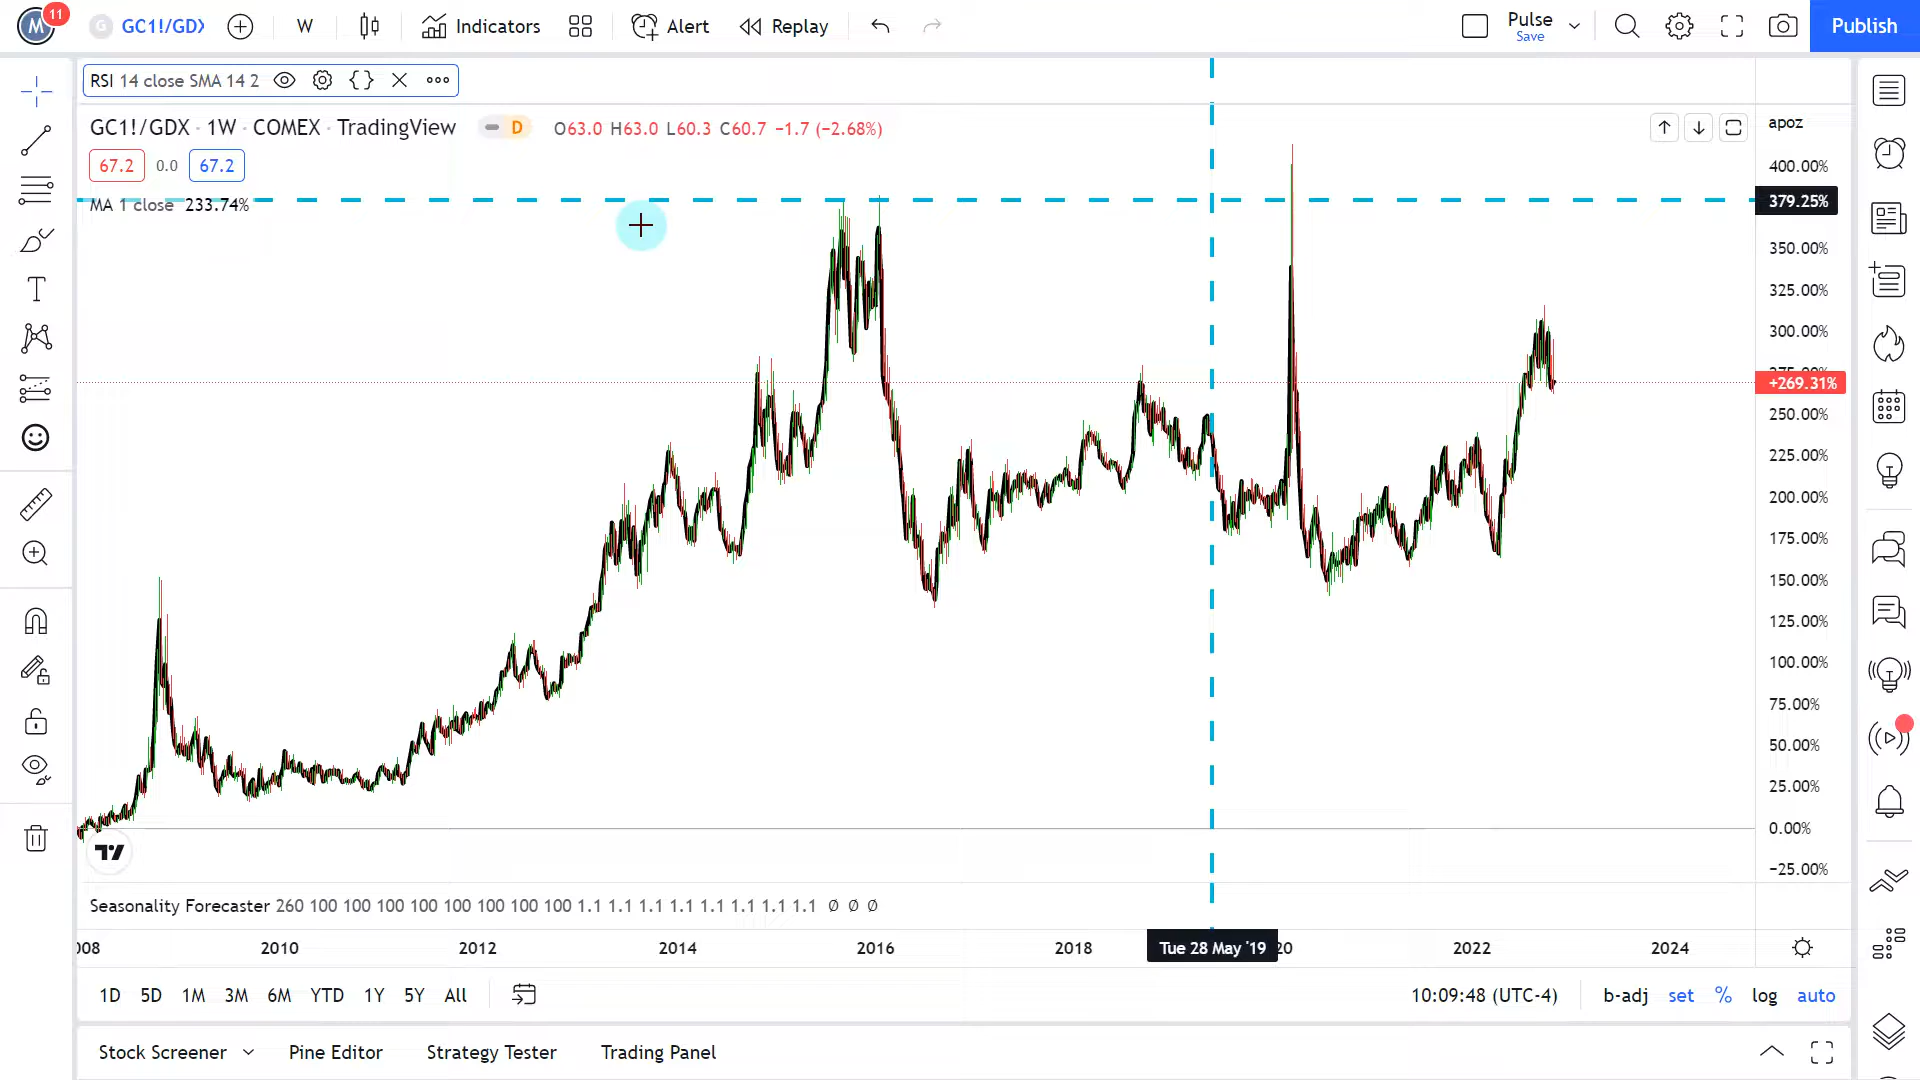 M 11 G GC1!/GDX W Indicators Alert Replay Pulse Save Publish
RSI 14 close SMA 14 2
GC1!/GDX · 1W · COMEX · TradingView D O63.0 H63.0 L60.3 C60.7 −1.7 (−2.68%)
67.2 0.0 67.2
MA 1 close 233.74%
apoz
400.00%
379.25%
350.00%
325.00%
300.00%
+269.31%
250.00%
225.00%
200.00%
175.00%
150.00%
125.00%
100.00%
75.00%
50.00%
25.00%
0.00%
−25.00%
Seasonality Forecaster 260 100 100 100 100 100 100 100 100 100 1.1 1.1 1.1 1.1 1.1 1.1 1.1 1.1 ∅ ∅ ∅
008 2010 2012 2014 2016 2018 Tue 28 May '19 20 2022 2024
1D 5D 1M 3M 6M YTD 1Y 5Y All 10:09:48 (UTC-4) b-adj set % log auto
Stock Screener Pine Editor Strategy Tester Trading Panel